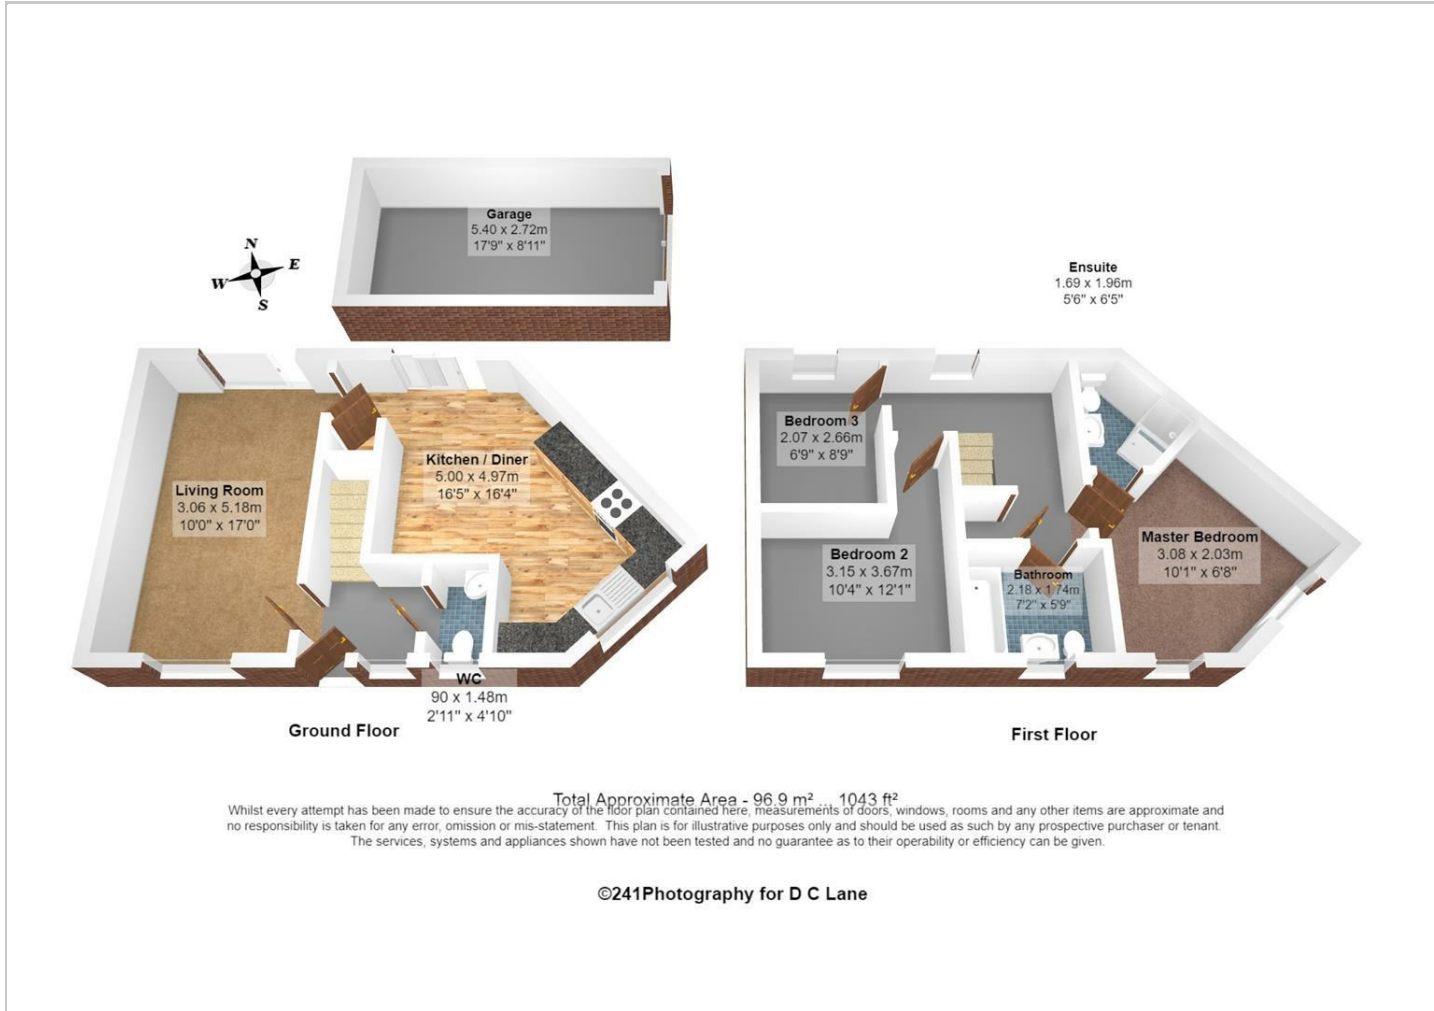 Garage
5.40 x 2.72m
17'9" x 8'11"
N
E
W
S
Ensuite
1.69 x 1.96m
5'6" x 6'5"
Living Room
3.06 x 5.18m
10'0" x 17'0"
Kitchen / Diner
5.00 x 4.97m
16'5" x 16'4"
WC
90 x 1.48m
2'11" x 4'10"
Ground Floor
Bedroom 3
2.07 x 2.66m
6'9" x 8'9"
Bedroom 2
3.15 x 3.67m
10'4" x 12'1"
Bathroom
2.18 x 1.74m
7'2" x 5'9"
Master Bedroom
3.08 x 2.03m
10'1" x 6'8"
First Floor
Total Approximate Area - 96.9 m² ... 1043 ft²
Whilst every attempt has been made to ensure the accuracy of the floor plan contained here, measurements of doors, windows, rooms and any other items are approximate and
no responsibility is taken for any error, omission or mis-statement. This plan is for illustrative purposes only and should be used as such by any prospective purchaser or tenant.
The services, systems and appliances shown have not been tested and no guarantee as to their operability or efficiency can be given.
©241Photography for D C Lane